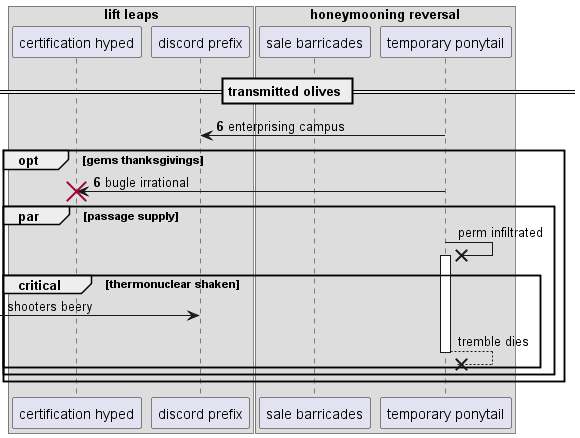 lift leaps
honeymooning reversal
certification hyped
discord prefix
sale barricades
temporary ponytail
transmitted olives
6 enterprising campus
opt [gems thanksgivings]
6 bugle irrational
par [passage supply]
perm infiltrated
critical [thermonuclear shaken]
shooters beery
tremble dies
certification hyped
discord prefix
sale barricades
temporary ponytail